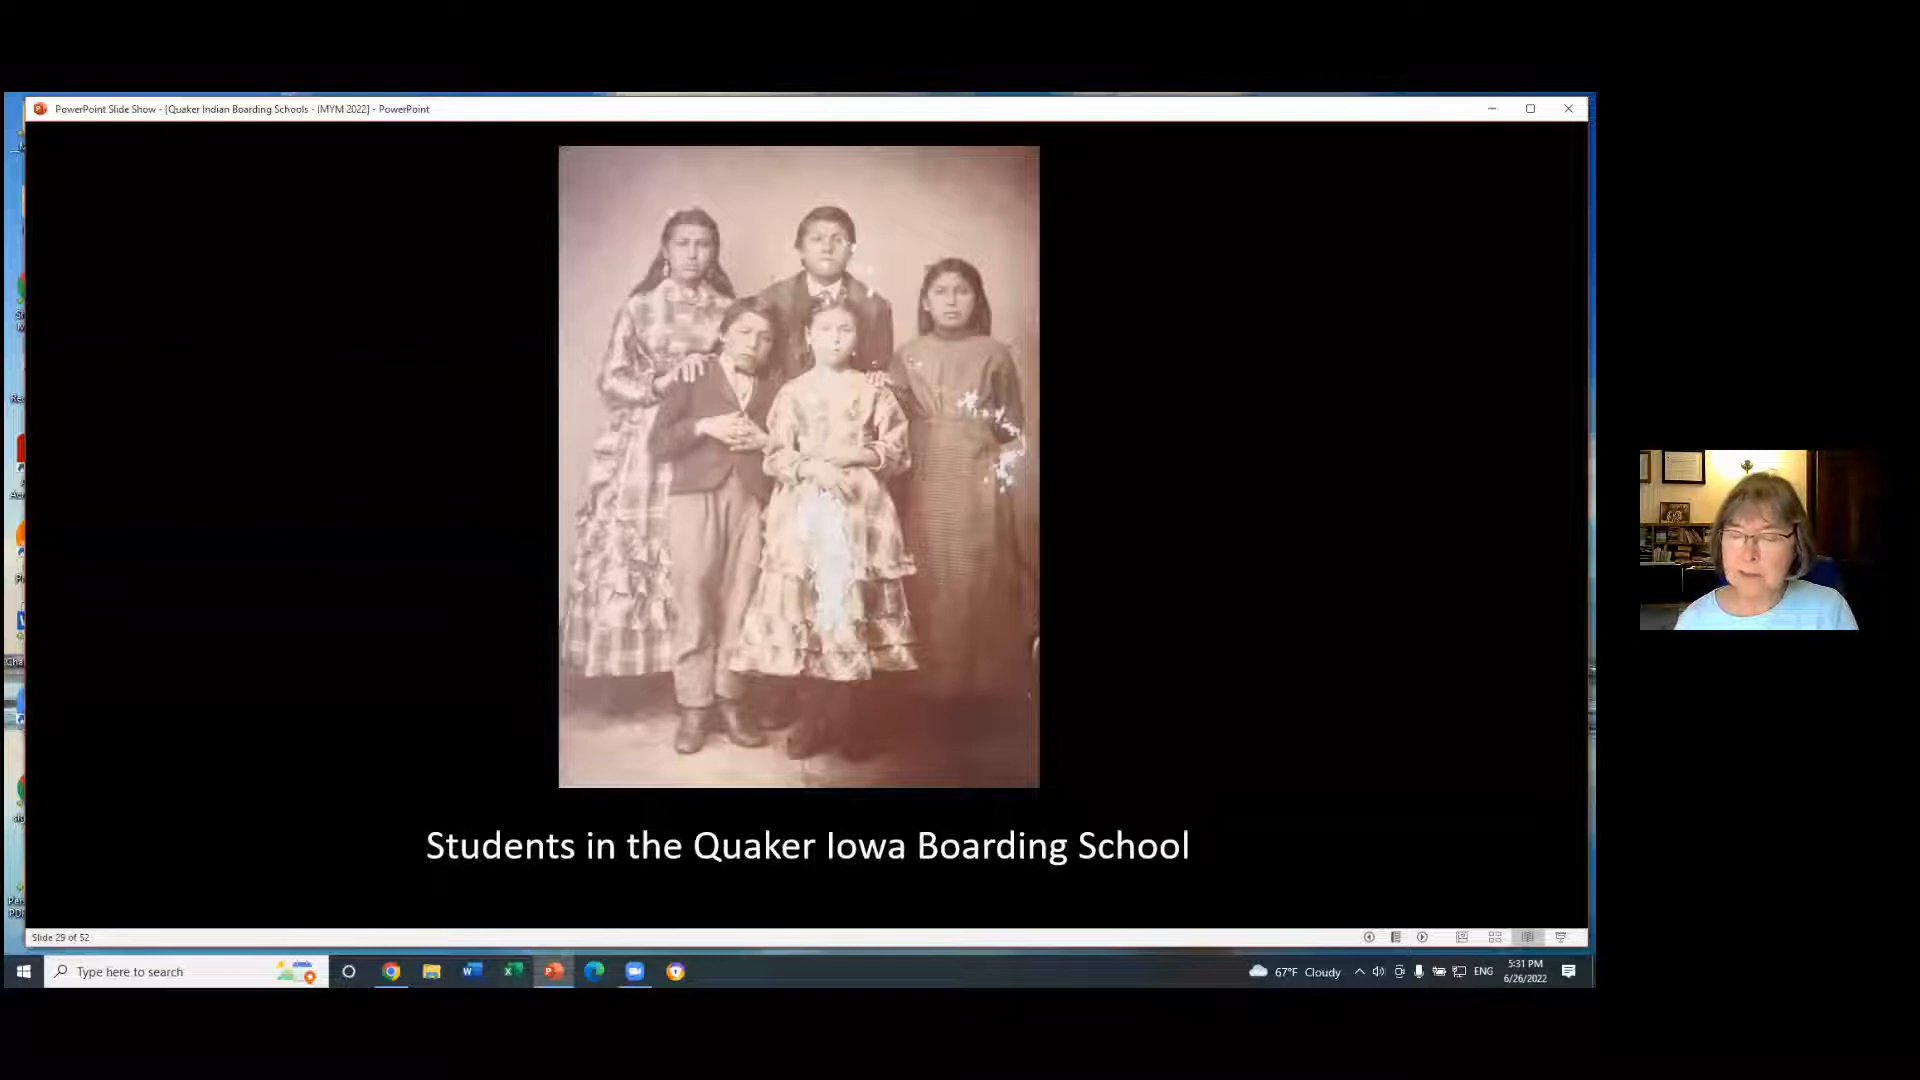 PowerPoint Slide Show - [Quaker Indian Boarding Schools - IMYM 2022] - PowerPoint
Students in the Quaker Iowa Boarding School
Slide 29 of 52
Type here to search
67°F Cloudy
ENG
5:31 PM
6/26/2022